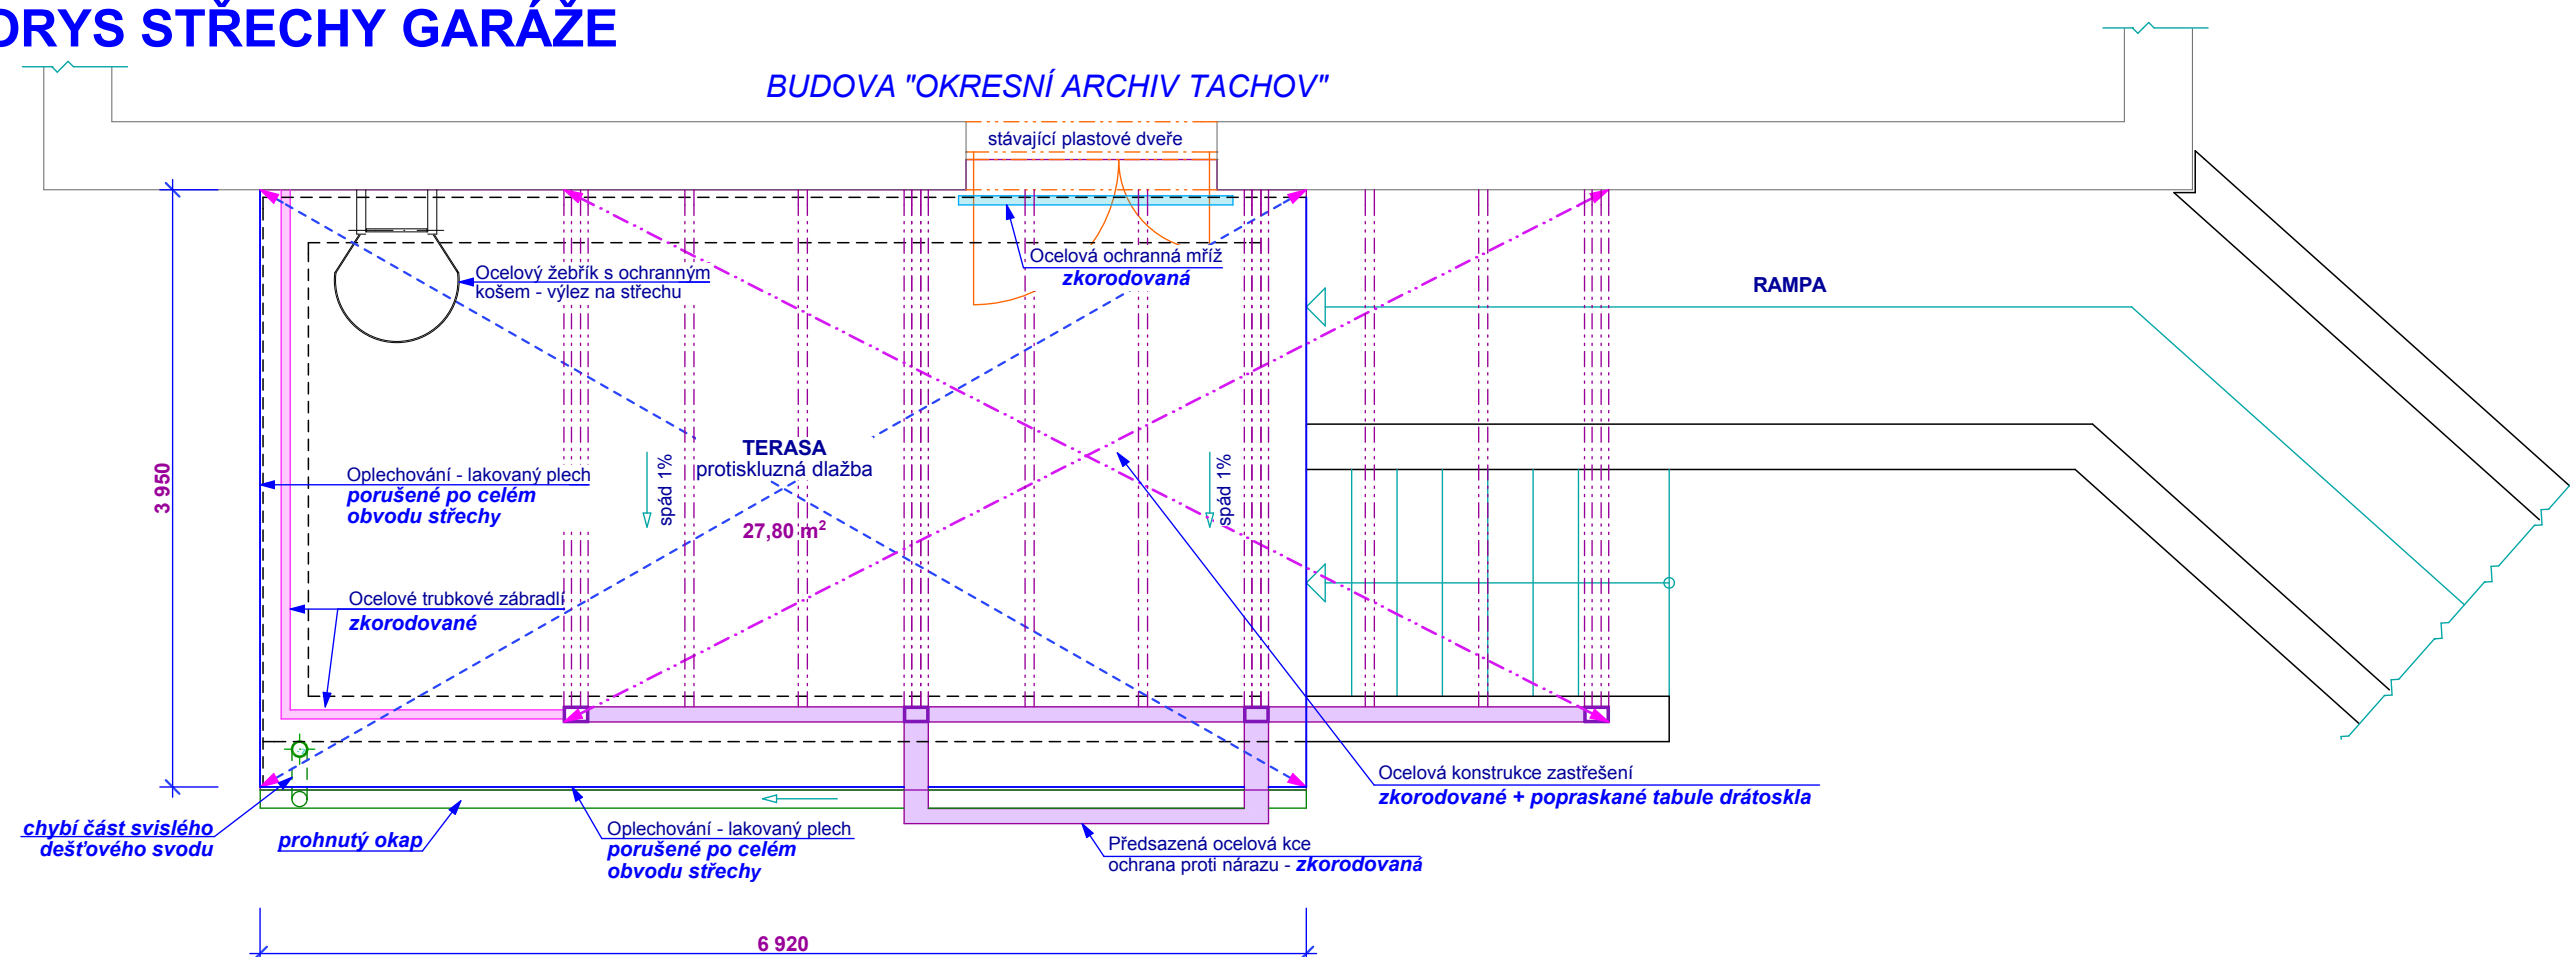 ORYS STŘECHY GARÁŽE
BUDOVA "OKRESNÍ ARCHIV TACHOV"
stávající plastové dveře
Ocelová ochranná mříž
zkorodovaná
Ocelový žebřík s ochranným
košem - výlez na střechu
RAMPA
TERASA
protiskluzná dlažba
27,80 m²
spád 1%
spád 1%
3 950
Oplechování - lakovaný plech
porušené po celém
obvodu střechy
Ocelové trubkové zábradlí
zkorodované
Ocelová konstrukce zastřešení
zkorodované + popraskané tabule drátoskla
chybí část svislého
dešťového svodu
prohnutý okap
Oplechování - lakovaný plech
porušené po celém
obvodu střechy
Předsazená ocelová kce
ochrana proti nárazu - zkorodovaná
6 920